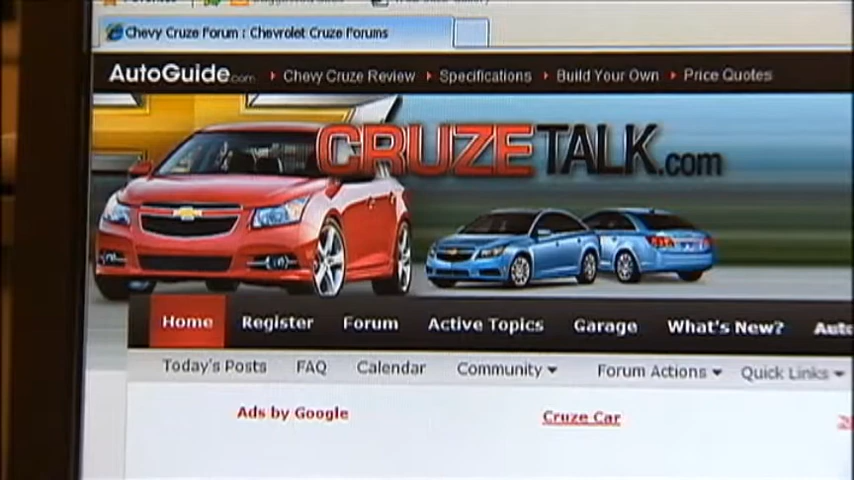 Chevy Cruze Forum : Chevrolet Cruze Forums
AutoGuide.com Chevy Cruze Review Specifications Build Your Own Price Quotes
CRUZETALK.com
Home Register Forum Active Topics Garage What's New?
Today's Posts FAQ Calendar Community Forum Actions Quick Links
Ads by Google Cruze Car